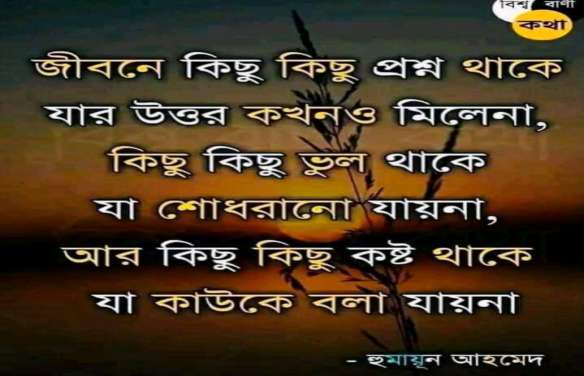 বিশ্ব বাণী
কথা
জীবনে কিছু কিছু প্রশ্ন থাকে
যার উত্তর কখনও মিলেনা,
কিছু কিছু ভুল থাকে
যা শোধরানো যায়না,
আর কিছু কিছু কষ্ট থাকে
যা কাউকে বলা যায়না
- হুমায়ূন আহমেদ